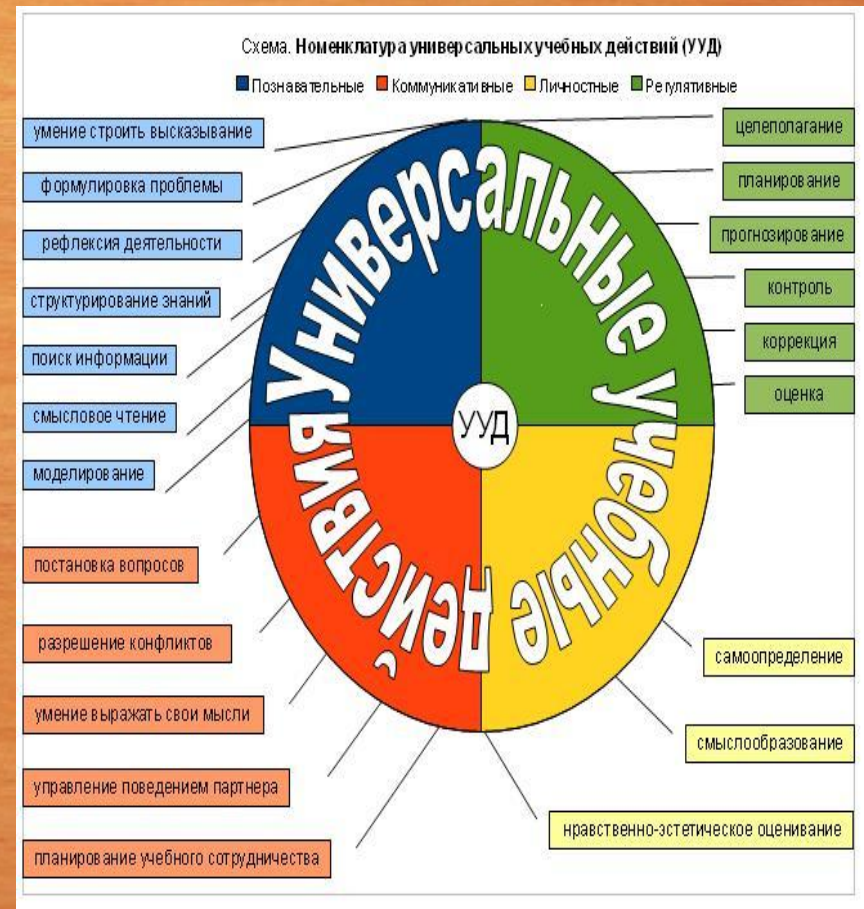 Схема. Номенклатура универсальных учебных действий (УУД)
Познавательные Коммуникативные Личностные Регулятивные
умение строить высказывание
формулировка проблемы
рефлексия деятельности
структурирование знаний
поиск информации
смысловое чтение
моделирование
постановка вопросов
разрешение конфликтов
умение выражать свои мысли
управление поведением партнера
планирование учебного сотрудничества
Универсальные учебные действия
УУД
целеполагание
планирование
прогнозирование
контроль
коррекция
оценка
самоопределение
смыслообразование
нравственно-эстетическое оценивание